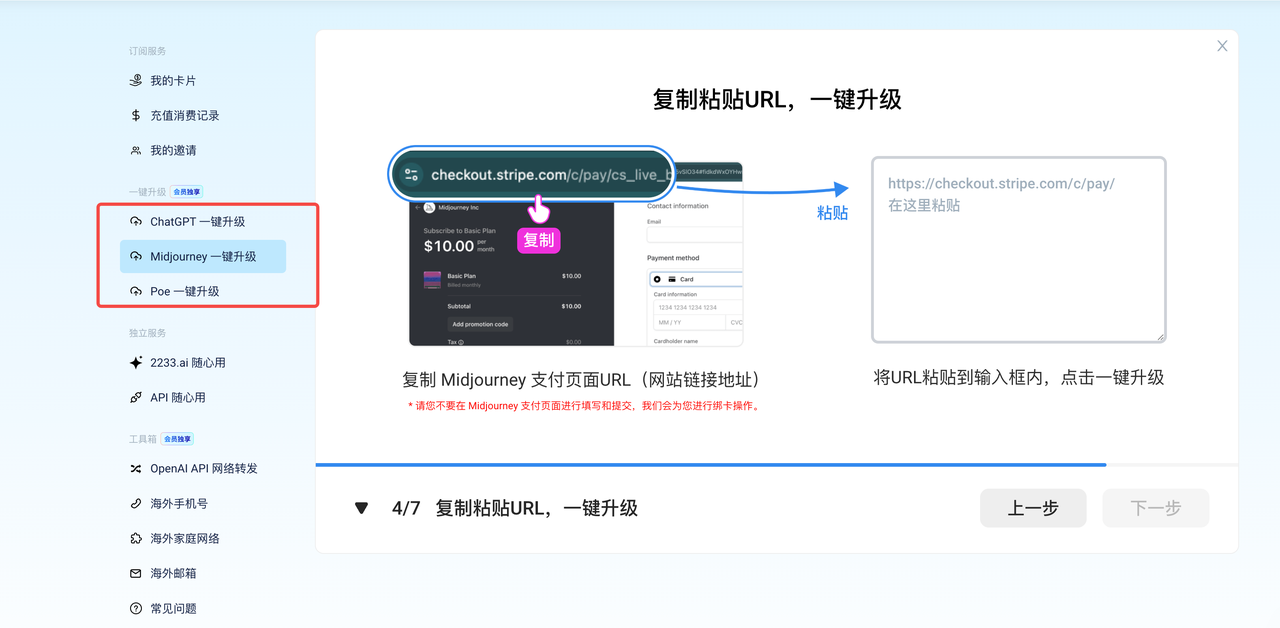 订阅服务
我的卡片
充值消费记录
我的邀请
一键升级 会员独享
ChatGPT 一键升级
Midjourney 一键升级
Poe 一键升级
独立服务
2233.ai 随心用
API 随心用
工具箱 会员独享
OpenAI API 网络转发
海外手机号
海外家庭网络
海外邮箱
常见问题
复制粘贴URL，一键升级
checkout.stripe.com/c/pay/cs_live_b
Midjourney Inc
Subscribe to Basic Plan
$10.00 per month
Basic Plan $10.00
Billed monthly
Subtotal $10.00
Add promotion code
Tax $0.00
复制
Contact information
Email
Payment method
Card
Card information
1234 1234 1234 1234
MM / YY CVC
Cardholder name
粘贴
https://checkout.stripe.com/c/pay/
在这里粘贴
复制 Midjourney 支付页面URL（网站链接地址）
* 请您不要在 Midjourney 支付页面进行填写和提交，我们会为您进行绑卡操作。
将URL粘贴到输入框内，点击一键升级
4/7 复制粘贴URL，一键升级
上一步
下一步